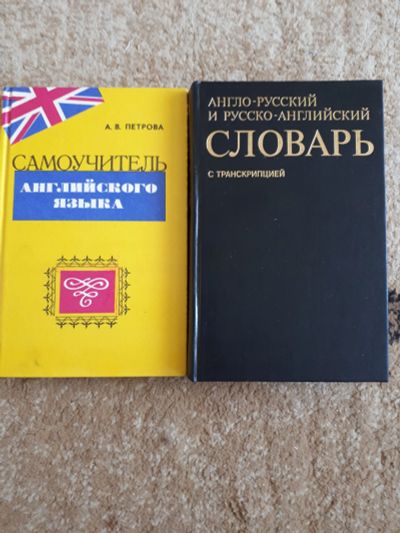 А. В. ПЕТРОВА
САМОУЧИТЕЛЬ
АНГЛИЙСКОГО
ЯЗЫКА
АНГЛО-РУССКИЙ
И РУССКО-АНГЛИЙСКИЙ
СЛОВАРЬ
С ТРАНСКРИПЦИЕЙ